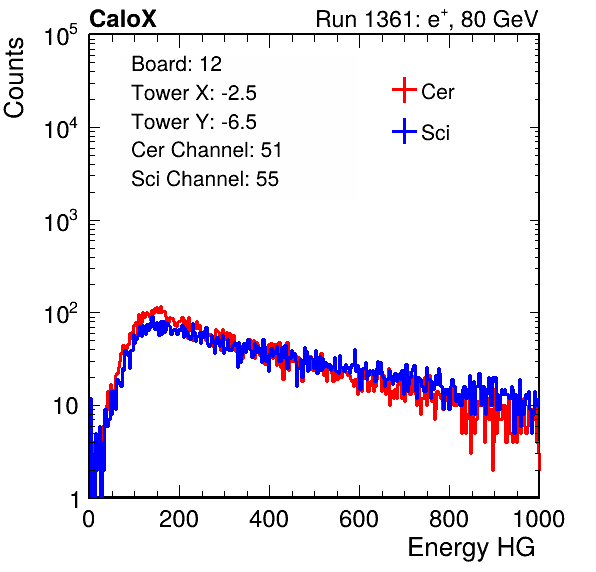 CaloX Run 1361: e⁺, 80 GeV
Counts
10⁵
10⁴
10³
10²
10
1
Board: 12
Tower X: -2.5
Tower Y: -6.5
Cer Channel: 51
Sci Channel: 55
Cer
Sci
0 200 400 600 800 1000
Energy HG